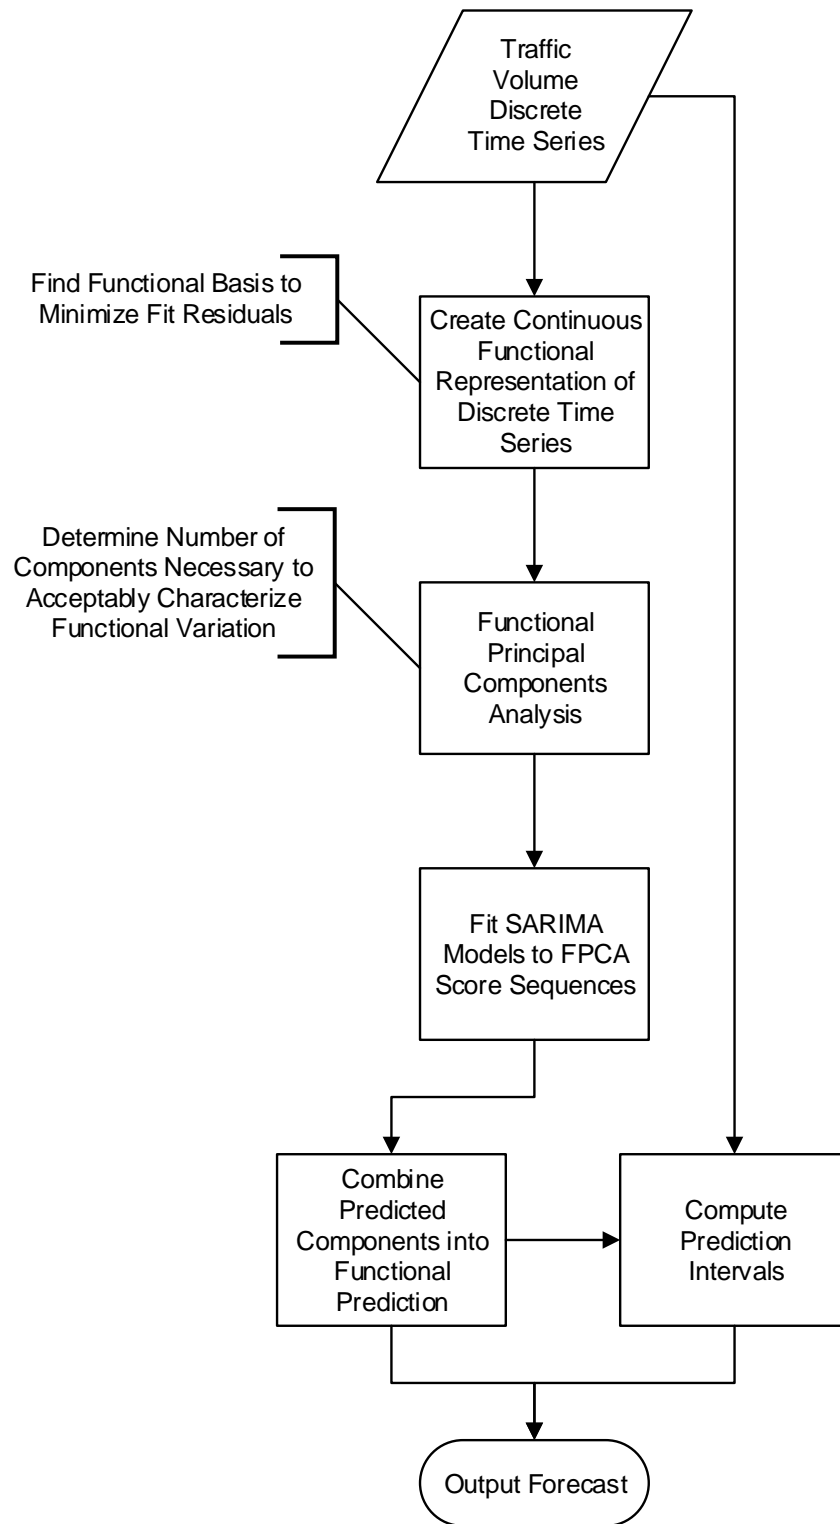 Traffic
Volume
Discrete
Time Series
Find Functional Basis to
Minimize Fit Residuals
Create Continuous
Functional
Representation of
Discrete Time
Series
Determine Number of
Components Necessary to
Acceptably Characterize
Functional Variation
Functional
Principal
Components
Analysis
Fit SARIMA
Models to FPCA
Score Sequences
Combine
Predicted
Components into
Functional
Prediction
Compute
Prediction
Intervals
Output Forecast